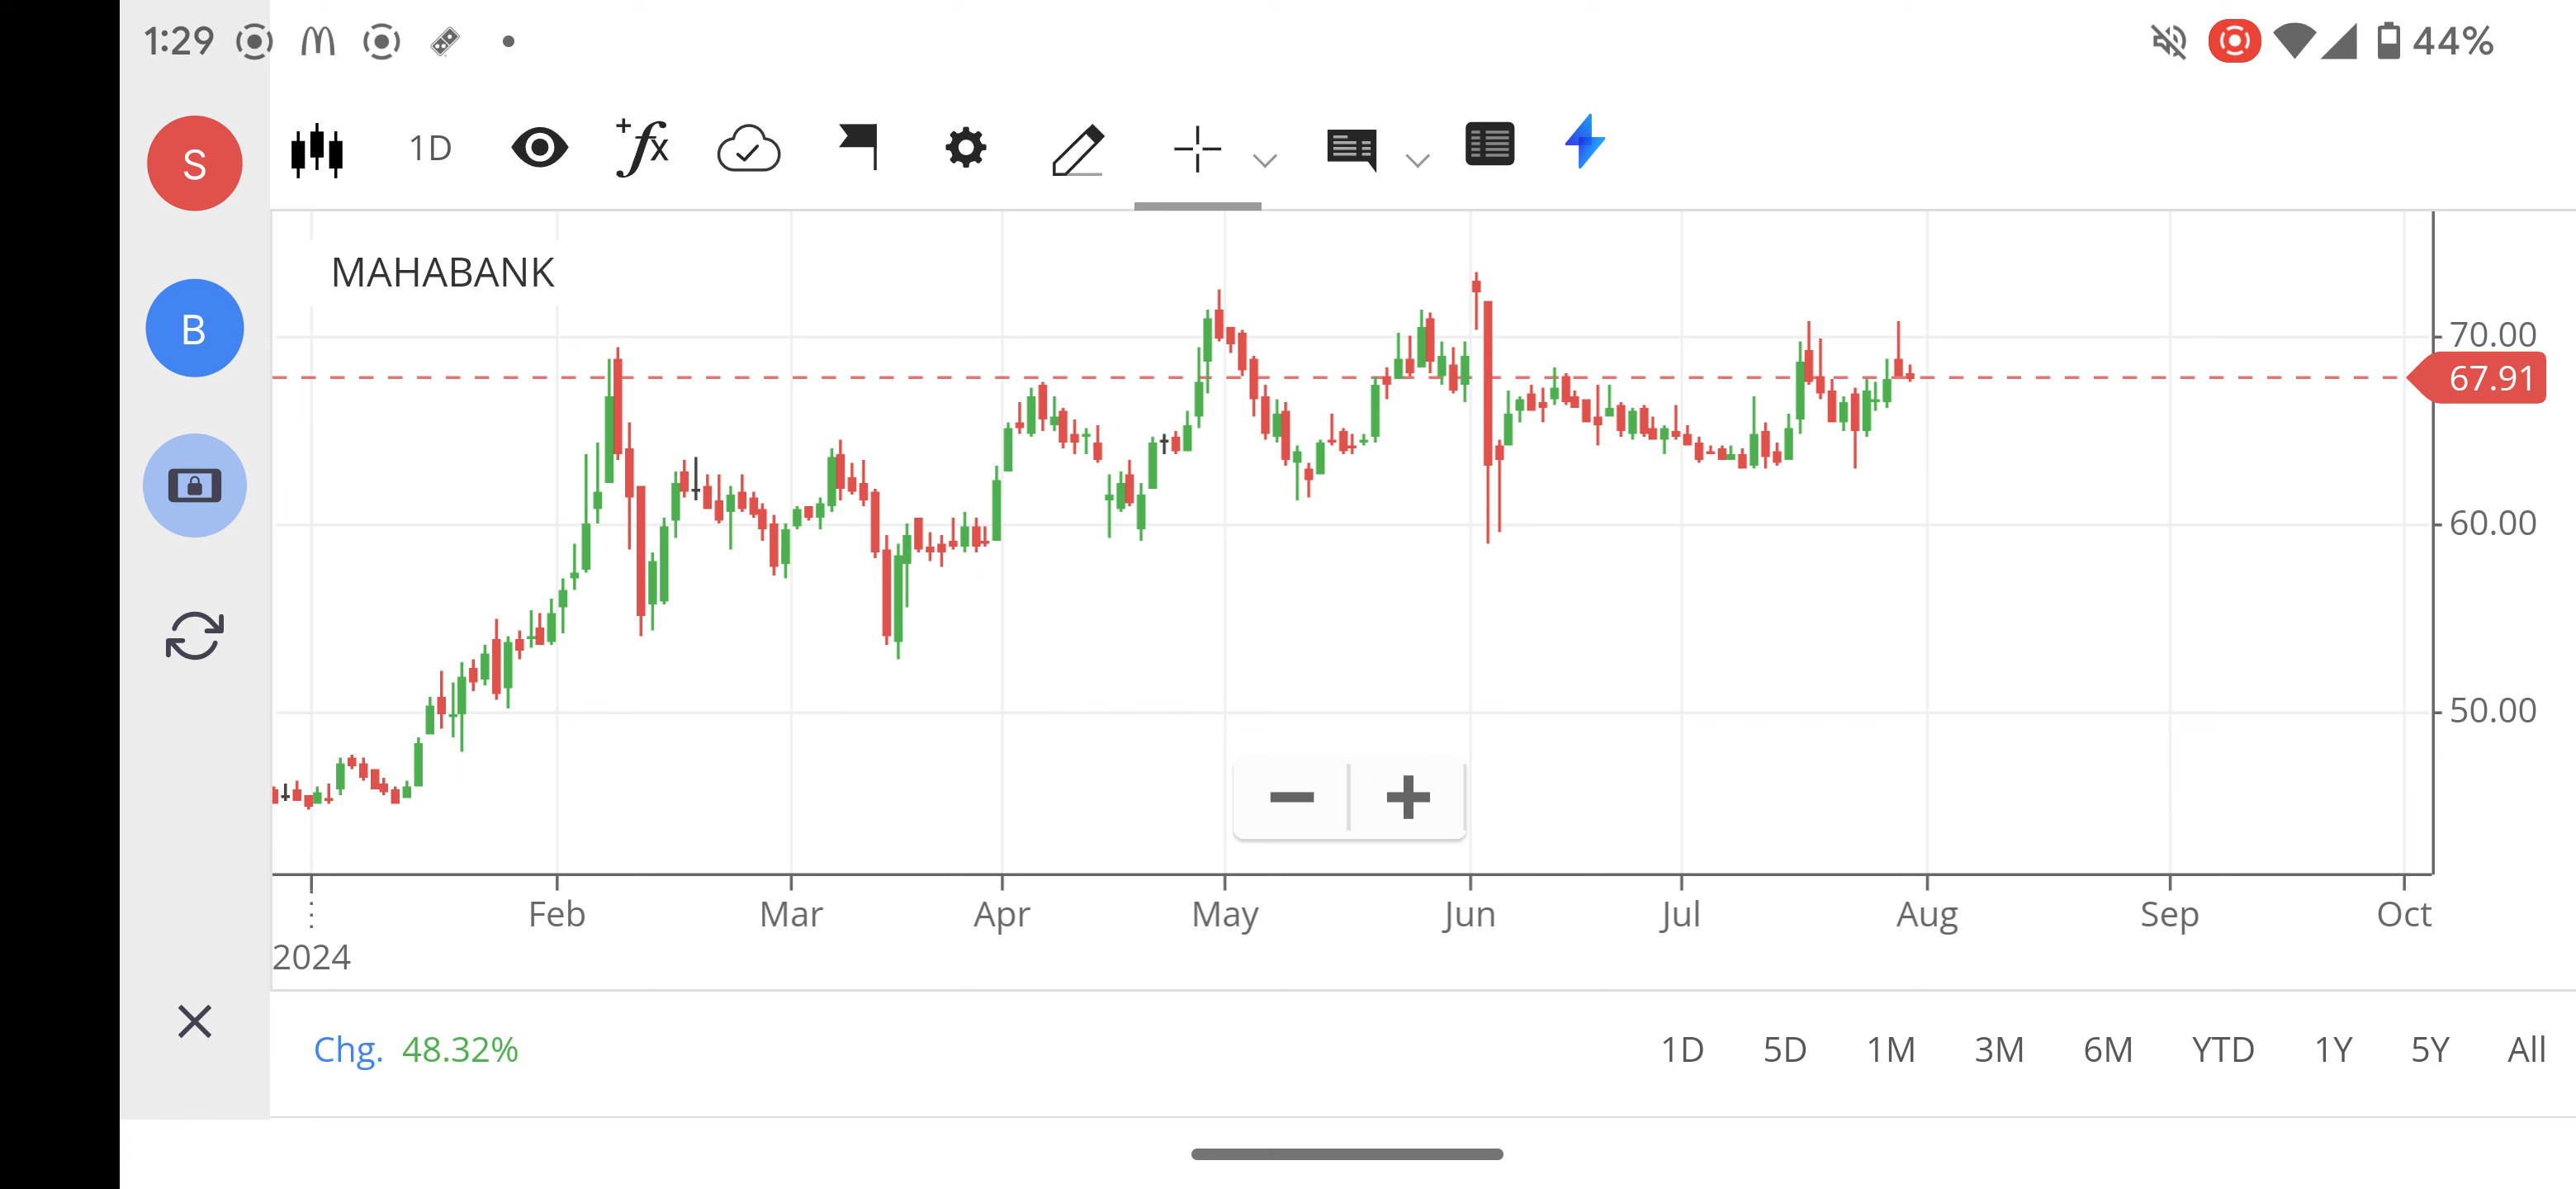 1:29
44%
S
1D
fx
B
MAHABANK
70.00
67.91
60.00
50.00
Feb Mar Apr May Jun Jul Aug Sep Oct
2024
Chg. 48.32%
1D 5D 1M 3M 6M YTD 1Y 5Y All